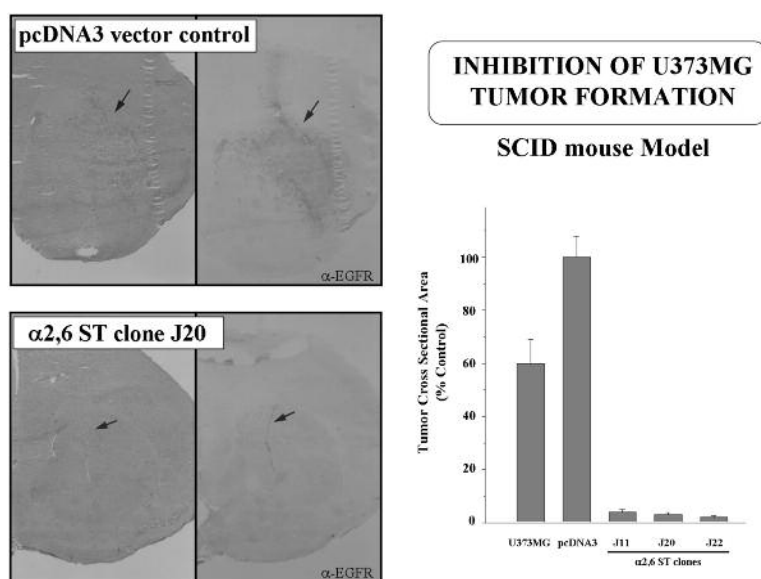 pcDNA3 vector control
α-EGFR
α2,6 ST clone J20
α-EGFR
INHIBITION OF U373MG
TUMOR FORMATION
SCID mouse Model
Tumor Cross Sectional Area
(% Control)
100
80
60
40
20
0
U373MG
pcDNA3
J11
J20
J22
α2,6 ST clones